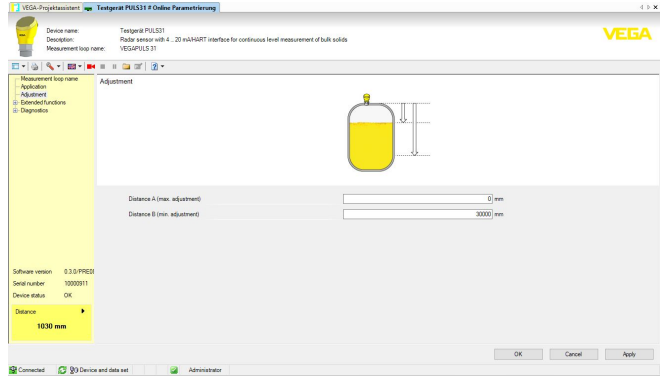 VEGA-Projektassistent Testgerät PULS31 # Online Parametrierung
Device name: Testgerät PULS31
Description: Radar sensor with 4 ...20 mA/HART interface for continuous level measurement of bulk solids
Measurement loop name: VEGAPULS 31
VEGA
Measurement loop name
Application
Adjustment
Extended functions
Diagnostics
Adjustment
Distance A (max. adjustment) 0 mm
Distance B (min. adjustment) 30000 mm
Software version 0.3.0/PRED
Serial number 10000911
Device status OK
Distance
1030 mm
OK Cancel Apply
Connected Device and data set Administrator